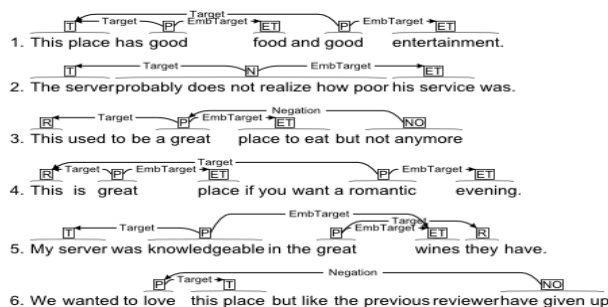 Target
T Target P EmbTarget ET P EmbTarget ET
1. This place has good food and good entertainment.
T Target N EmbTarget ET
2. The server probably does not realize how poor his service was.
Negation
R Target P EmbTarget ET NO
3. This used to be a great place to eat but not anymore
Target
R Target P EmbTarget ET P EmbTarget ET
4. This is great place if you want a romantic evening.
EmbTarget
Target
T Target P P EmbTarget ET R
5. My server was knowledgeable in the great wines they have.
Negation
P Target T NO
6. We wanted to love this place but like the previous reviewer have given up